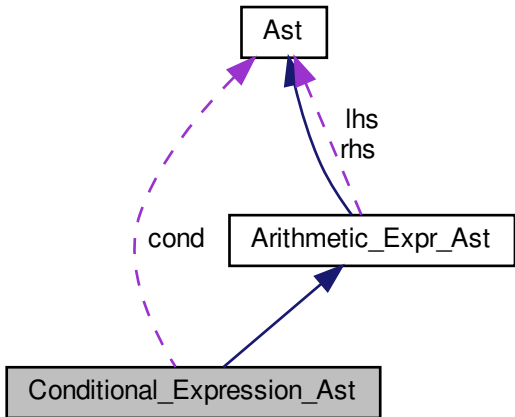 Ast
lhs
rhs
cond
Arithmetic_Expr_Ast
Conditional_Expression_Ast